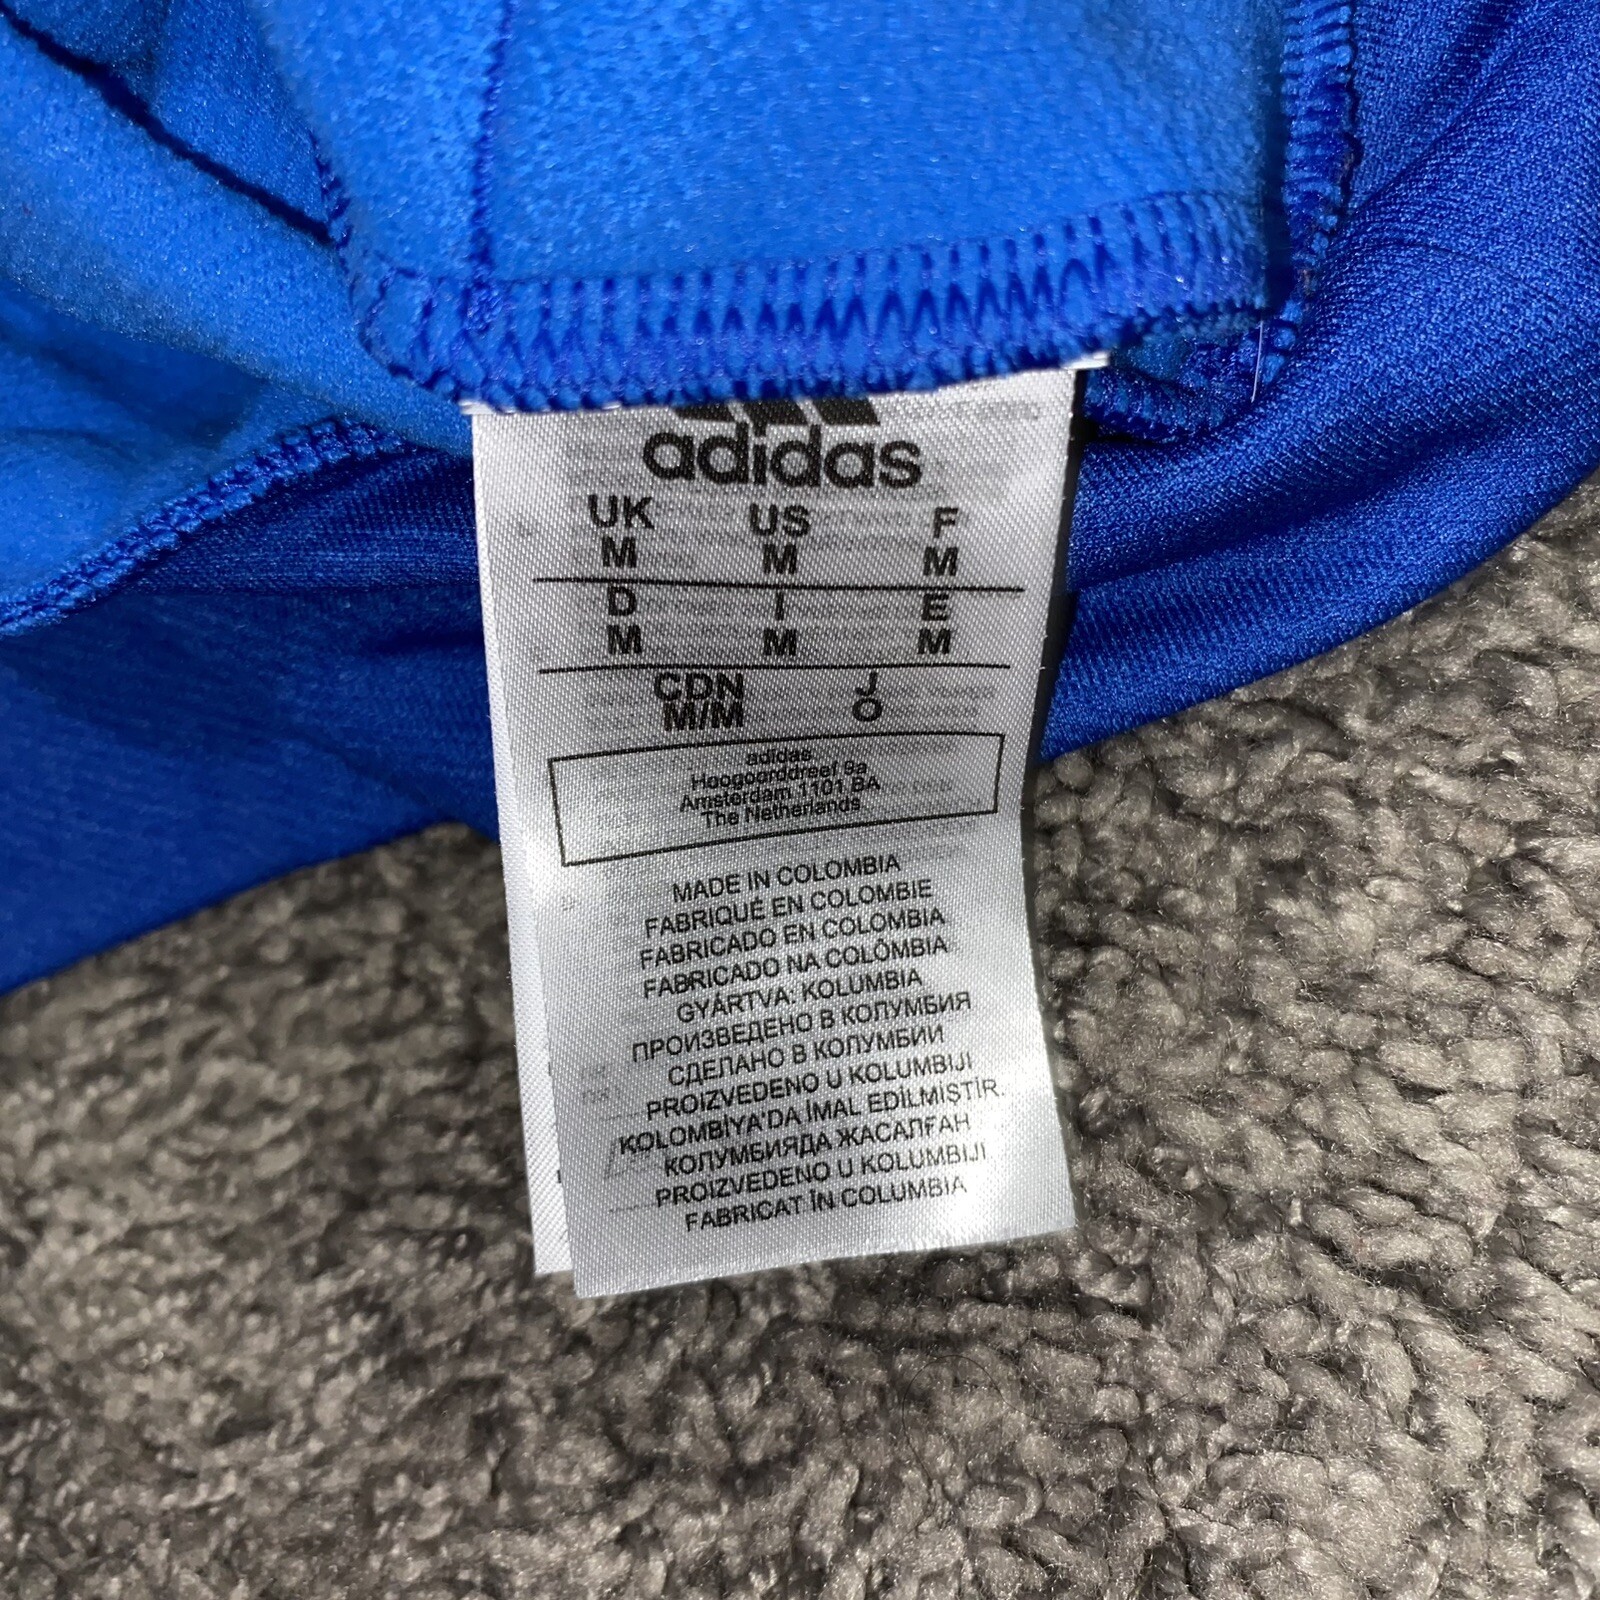 adidas
UK US F
M M M
D I E
M M M
CDN J
M/M O
adidas
Hoogoorddreef 9a
Amsterdam 1101 BA
The Netherlands
MADE IN COLOMBIA
FABRIQUÉ EN COLOMBIE
FABRICADO EN COLOMBIA
FABRICADO NA COLÔMBIA
GYÁRTVA: KOLUMBIA
ПРОИЗВЕДЕНО В КОЛУМБИЯ
СДЕЛАНО В КОЛУМБИИ
PROIZVEDENO U KOLUMBIJI
KOLOMBİYA'DA İMAL EDİLMİŞTİR.
КОЛУМБИЯДА ЖАСАЛҒАН
PROIZVEDENO U KOLUMBIJI
FABRICAT ÎN COLUMBIA